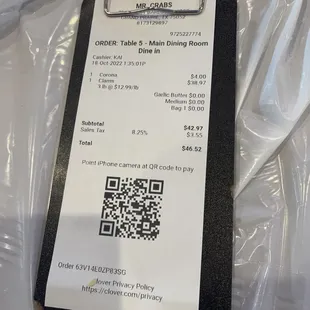 MR. CRABS
9725227774
ORDER: Table 5 - Main Dining Room
Dine in
Cashier:
18-Oct-2022 1:35:01P
1 Corona $4.00
1 Clams $38.97
3 lb @ $12.99/lb
Garlic Butter $0.00
Medium $0.00
Bag 1 $0.00
Subtotal $42.97
Sales Tax 8.25% $3.55
Total $46.52
Point iPhone camera at QR code to pay
Order 63V14E0ZP83SG
Clover Privacy Policy
https://clover.com/privacy